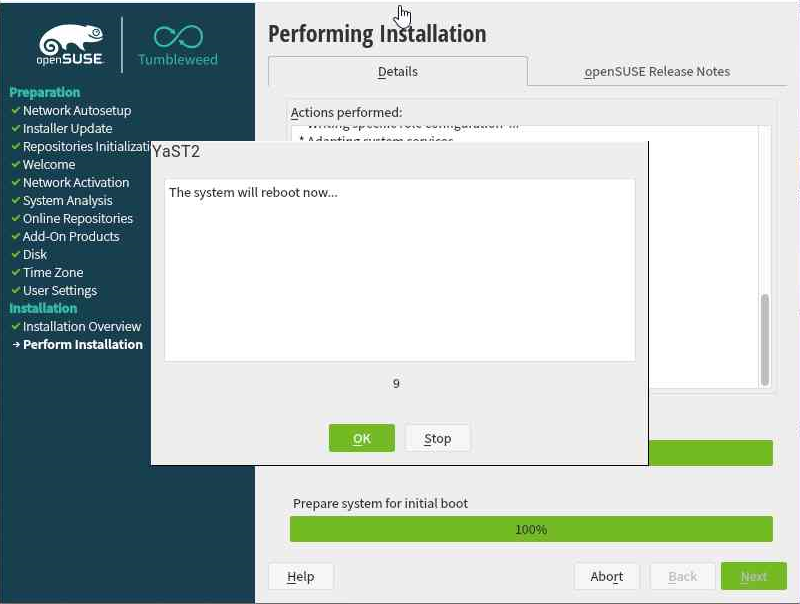 openSUSE
Tumbleweed
Performing Installation
Details
openSUSE Release Notes
Preparation
Network Autosetup
Installer Update
Repositories Initializati
Welcome
Network Activation
System Analysis
Online Repositories
Add-On Products
Disk
Time Zone
User Settings
Installation
Installation Overview
Perform Installation
Actions performed:
* Adapting system services
YaST2
The system will reboot now...
9
OK
Stop
Prepare system for initial boot
100%
Help
Abort
Back
Next